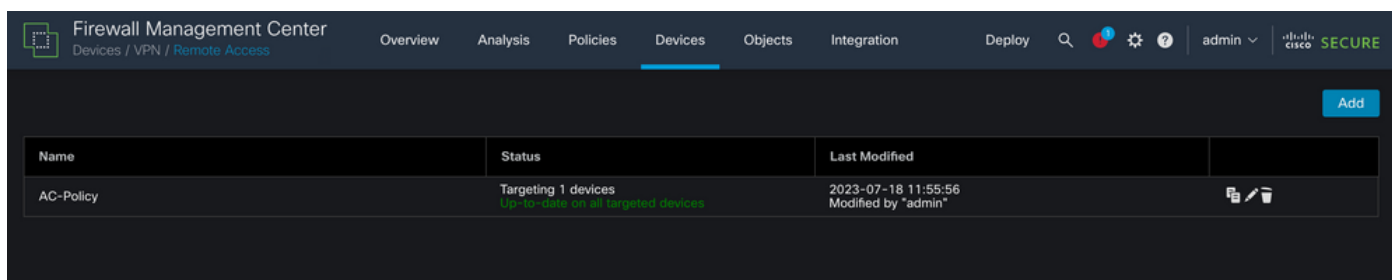 Firewall Management Center
Devices / VPN / Remote Access
Overview Analysis Policies Devices Objects Integration Deploy 1 ? admin cisco SECURE
Add
Name Status Last Modified
AC-Policy Targeting 1 devices 2023-07-18 11:55:56
Up-to-date on all targeted devices Modified by "admin"